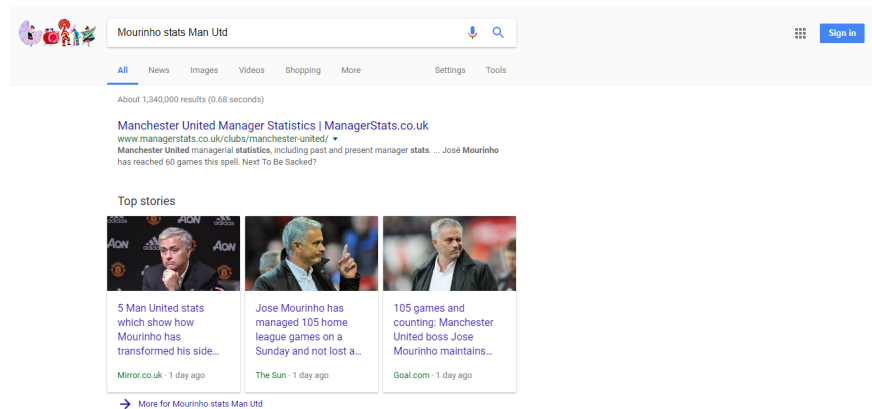 Mourinho stats Man Utd
Sign in
All News Images Videos Shopping More Settings Tools
About 1,340,000 results (0.68 seconds)
Manchester United Manager Statistics | ManagerStats.co.uk
www.managerstats.co.uk/clubs/manchester-united/
Manchester United managerial statistics, including past and present manager stats. ... José Mourinho
has reached 60 games this spell. Next To Be Sacked?
Top stories
adidas AON adidas
AON adidas AON
5 Man United stats
which show how
Mourinho has
transformed his side...
Mirror.co.uk - 1 day ago
Jose Mourinho has
managed 105 home
league games on a
Sunday and not lost a...
The Sun - 1 day ago
105 games and
counting: Manchester
United boss Jose
Mourinho maintains...
Goal.com - 1 day ago
More for Mourinho stats Man Utd